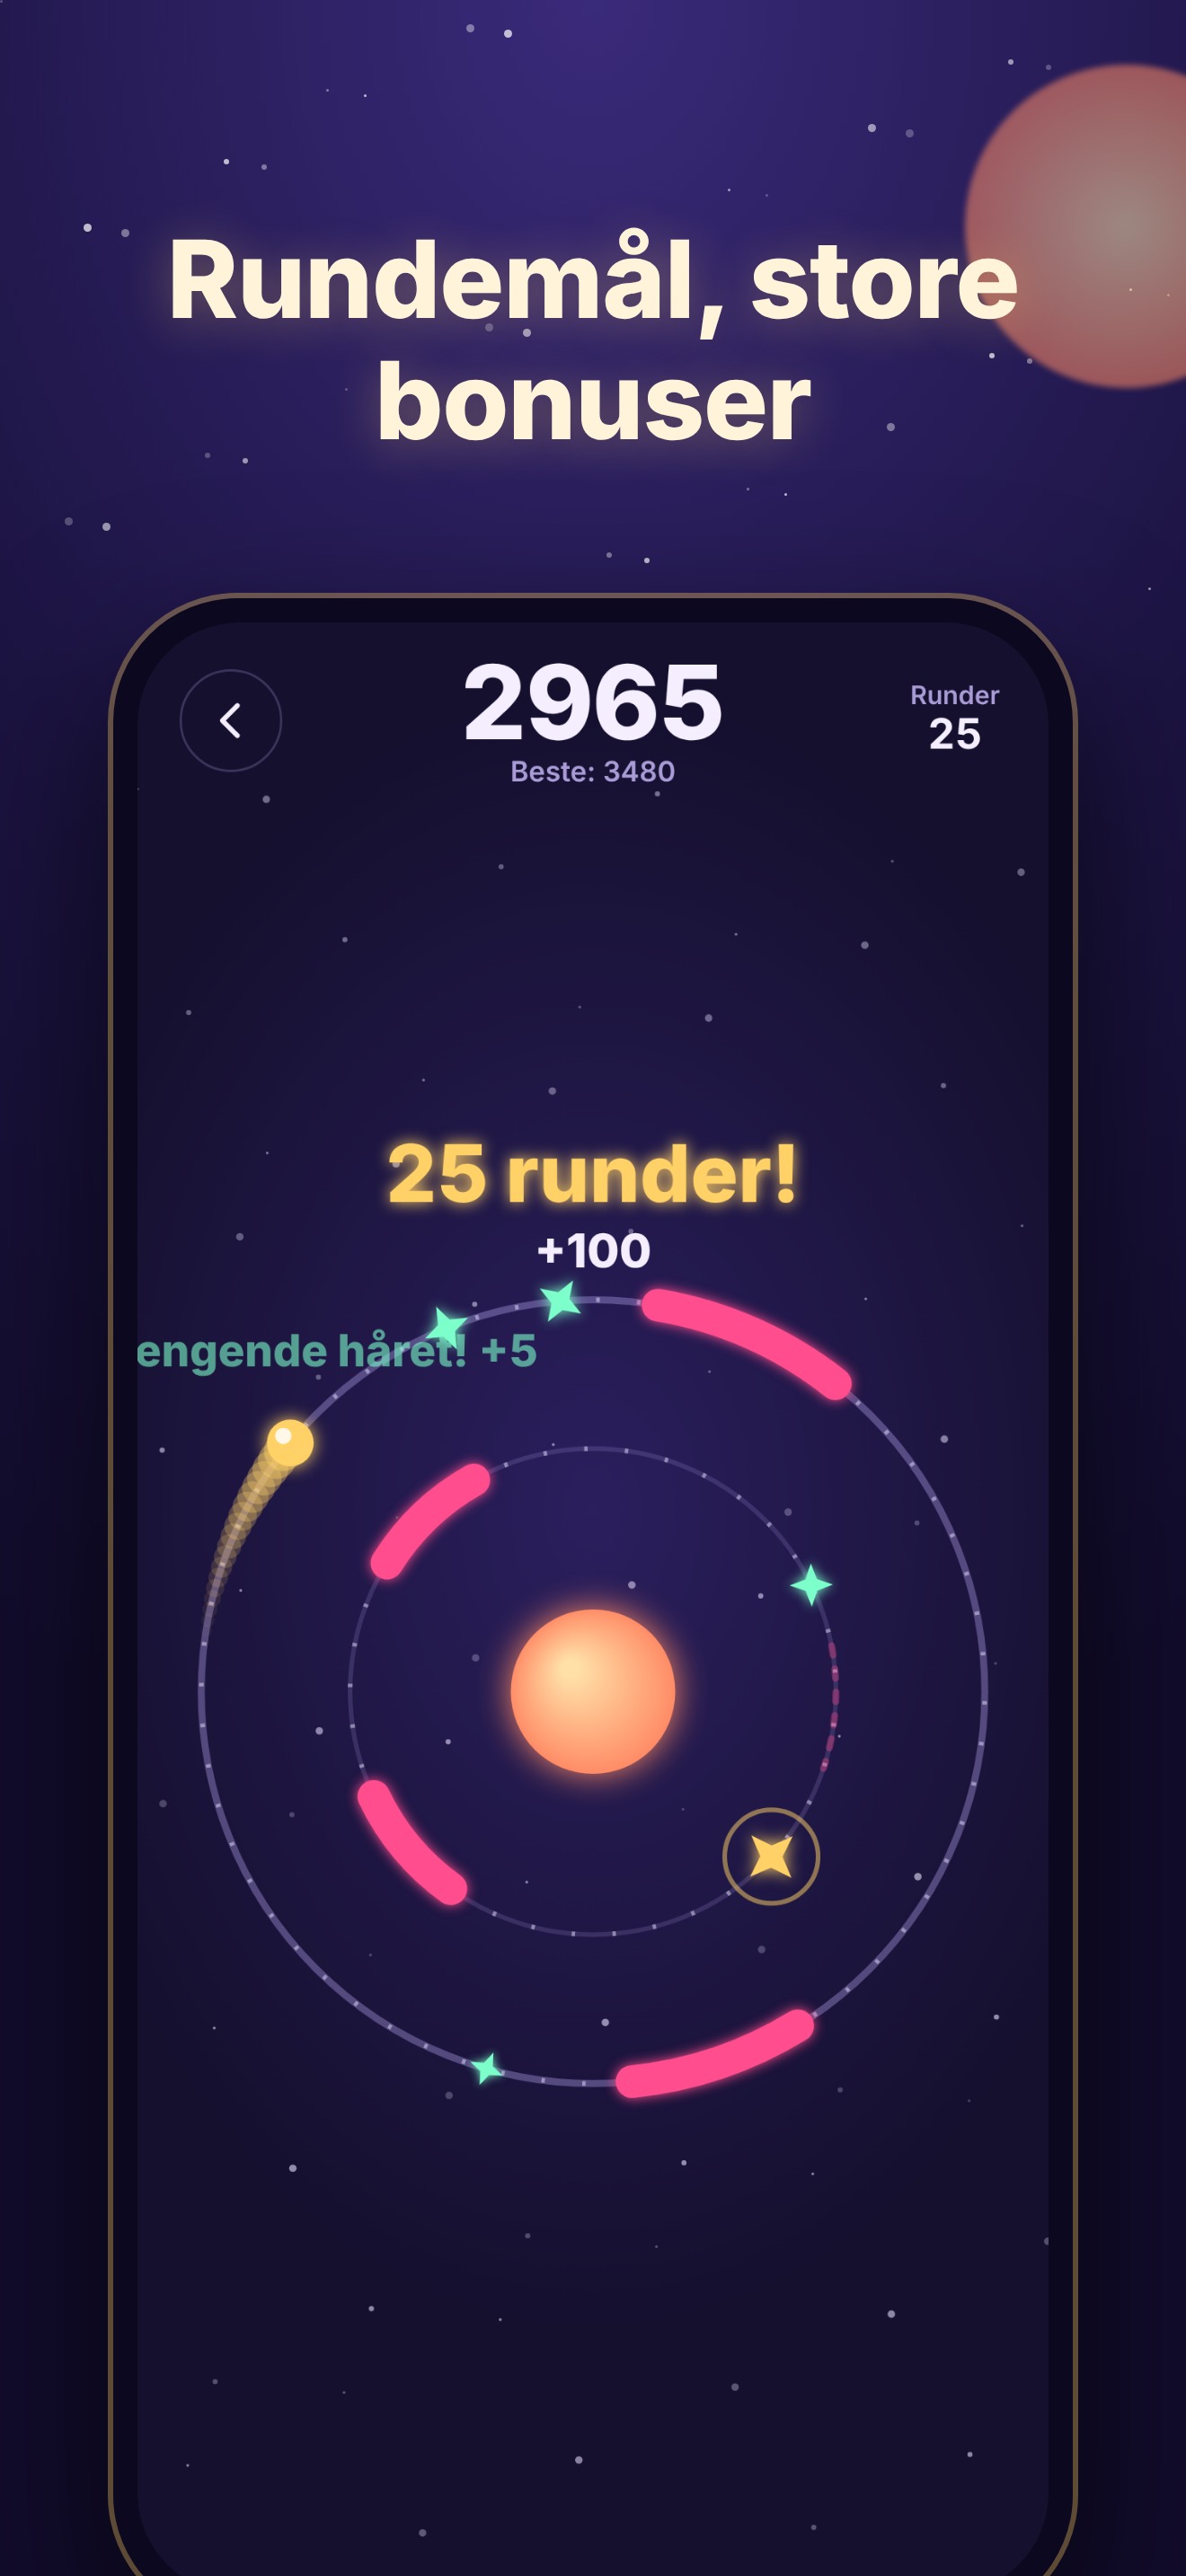 Rundemål, store
bonuser
2965
Beste: 3480
Runder
25
25 runder!
+100
engende håret! +5